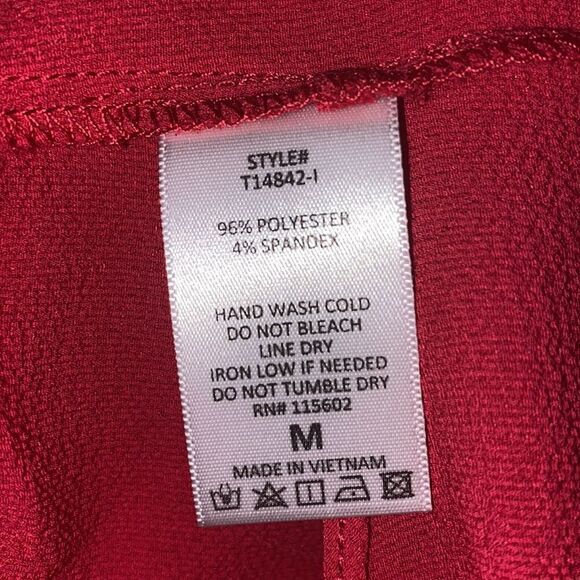 STYLE#
T14842-I
96% POLYESTER
4% SPANDEX
HAND WASH COLD
DO NOT BLEACH
LINE DRY
IRON LOW IF NEEDED
DO NOT TUMBLE DRY
RN# 115602
M
MADE IN VIETNAM